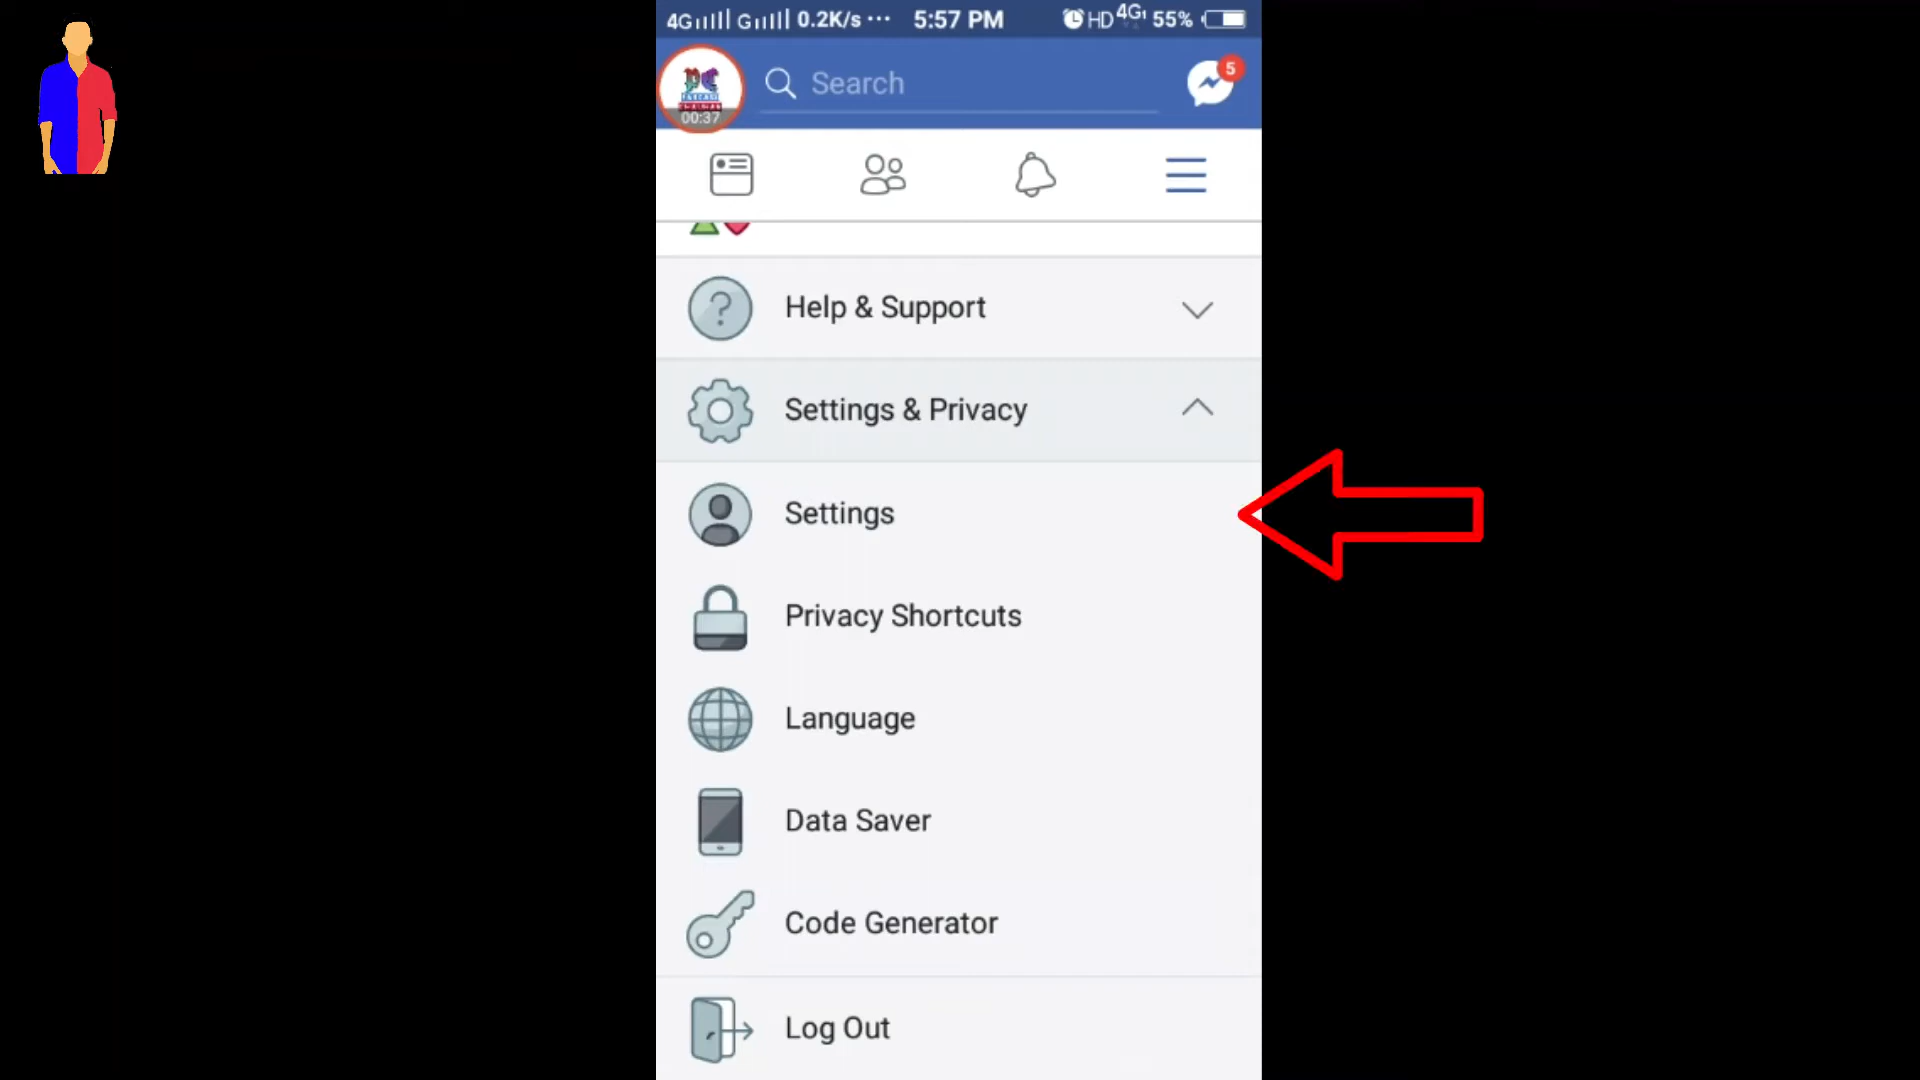 4G G 0.2K/s ... 5:57 PM HD 4G 55%
Search
5
00:37
Help & Support
Settings & Privacy
Settings
Privacy Shortcuts
Language
Data Saver
Code Generator
Log Out